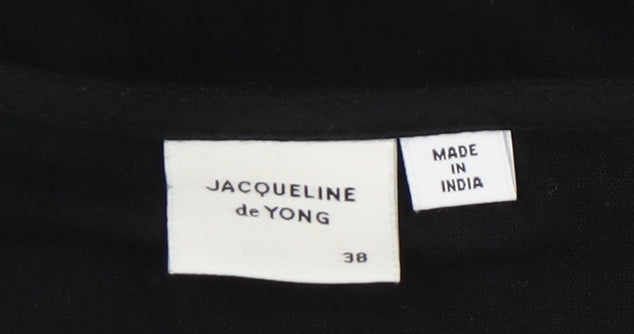 JACQUELINE
de YONG
38
MADE
IN
INDIA